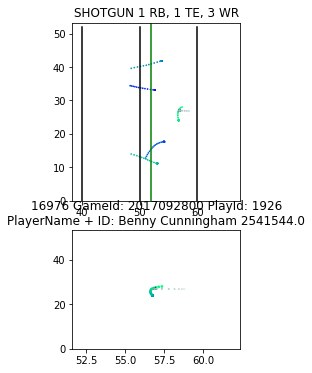 SHOTGUN 1 RB, 1 TE, 3 WR
50
40
30
20
10
0
40 50 60
16976 GameId: 2017092800 PlayId: 1926
PlayerName + ID: Benny Cunningham 2541544.0
40
20
0
52.5 55.0 57.5 60.0